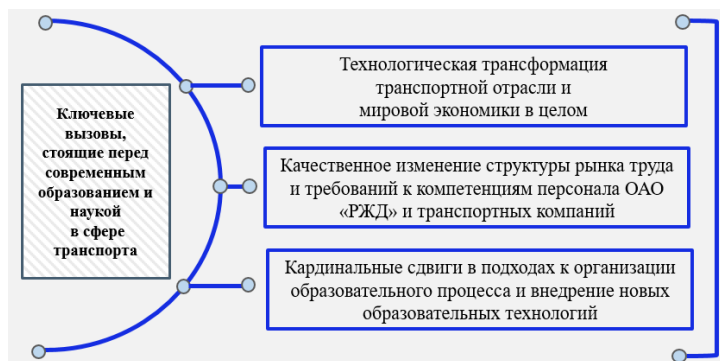 Ключевые
вызовы,
стоящие перед
современным
образованием и
наукой
в сфере
транспорта
Технологическая трансформация
транспортной отрасли и
мировой экономики в целом
Качественное изменение структуры рынка труда
и требований к компетенциям персонала ОАО
«РЖД» и транспортных компаний
Кардинальные сдвиги в подходах к организации
образовательного процесса и внедрение новых
образовательных технологий